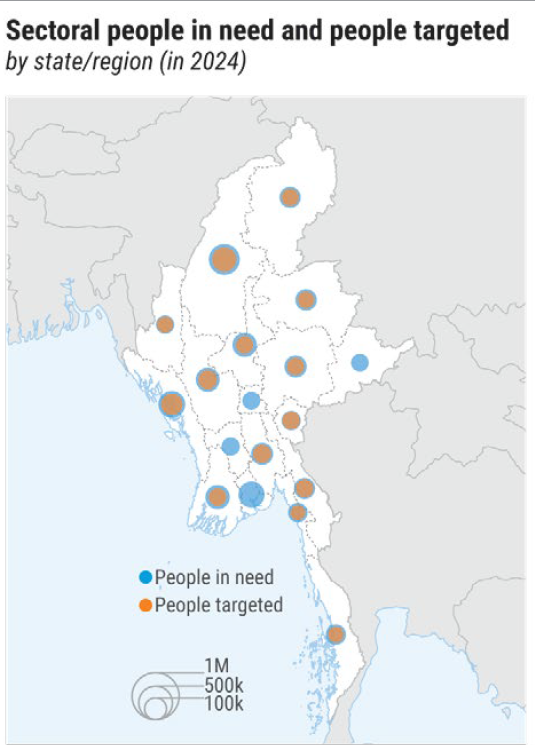 Sectoral people in need and people targeted
by state/region (in 2024)
People in need
People targeted
1M
500k
100k